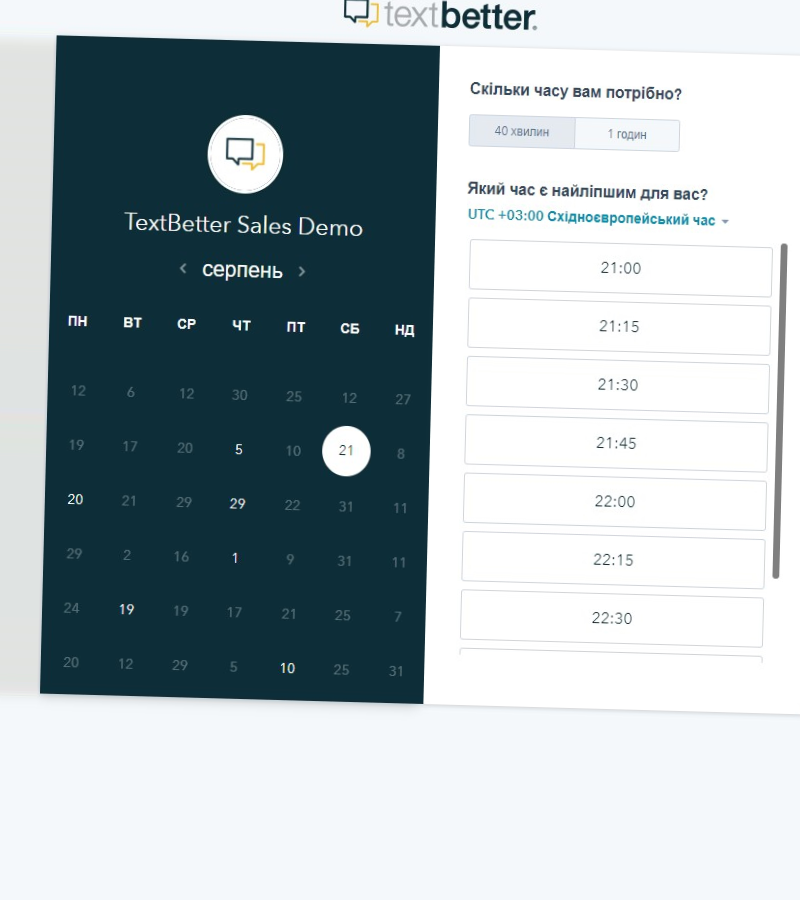 textbetter.
TextBetter Sales Demo
серпень
ПН ВТ СР ЧТ ПТ СБ НД
12 6 12 30 25 12 27
19 17 20 5 10 21 8
20 21 29 29 22 31 11
29 2 16 1 9 31 11
24 19 19 17 21 25 7
20 12 29 5 10 25 31
Скільки часу вам потрібно?
40 хвилин 1 годин
Який час є найліпшим для вас?
UTC +03:00 Східноєвропейський час
21:00
21:15
21:30
21:45
22:00
22:15
22:30